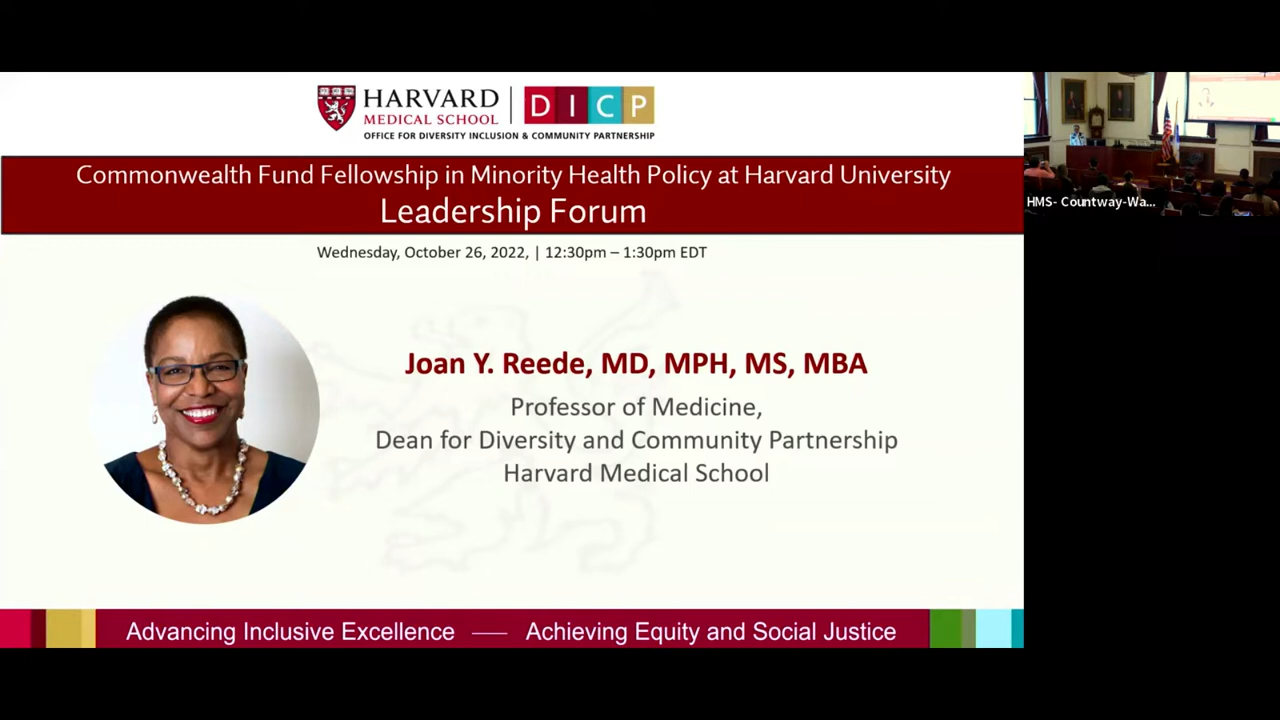 HARVARD
MEDICAL SCHOOL
DICP
OFFICE FOR DIVERSITY INCLUSION & COMMUNITY PARTNERSHIP
Commonwealth Fund Fellowship in Minority Health Policy at Harvard University
Leadership Forum
Wednesday, October 26, 2022, | 12:30pm – 1:30pm EDT
Joan Y. Reede, MD, MPH, MS, MBA
Professor of Medicine,
Dean for Diversity and Community Partnership
Harvard Medical School
Advancing Inclusive Excellence — Achieving Equity and Social Justice
HMS- Countway-Wa...